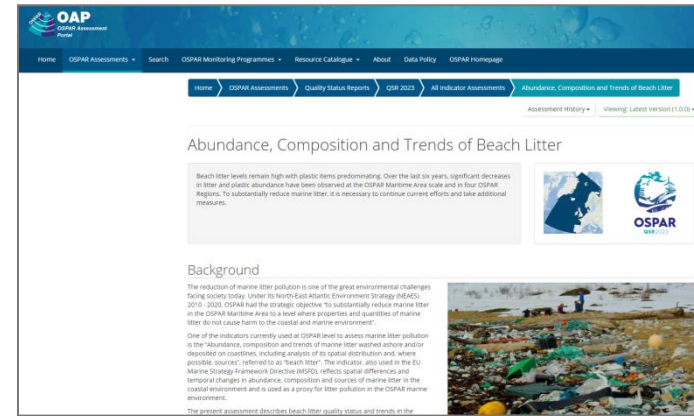 OAP
OSPAR Assessment
Portal
Home OSPAR Assessments Search OSPAR Monitoring Programmes Resource Catalogue About Data Policy OSPAR Homepage
Home OSPAR Assessments Quality Status Reports QSR 2023 All Indicator Assessments Abundance, Composition and Trends of Beach Litter
Assessment History Viewing: Latest Version (1.0.0)
Abundance, Composition and Trends of Beach Litter
Beach litter levels remain high with plastic items predominating. Over the last six years, significant decreases
in litter and plastic abundance have been observed at the OSPAR Maritime Area scale and in four OSPAR
Regions. To substantially reduce marine litter, it is necessary to continue current efforts and take additional
measures.
OSPAR
QSR 2023
Background
The reduction of marine litter pollution is one of the great environmental challenges
facing society today. Under its North-East Atlantic Environment Strategy (NEAES)
2010 - 2020, OSPAR had the strategic objective "to substantially reduce marine litter
in the OSPAR Maritime Area to a level where properties and quantities of marine
litter do not cause harm to the coastal and marine environment".
One of the indicators currently used at OSPAR level to assess marine litter pollution
is the "Abundance, composition and trends of marine litter washed ashore and/or
deposited on coastlines, including analysis of its spatial distribution and, where
possible, sources", referred to as "beach litter". The indicator, also used in the EU
Marine Strategy Framework Directive (MSFD), reflects spatial differences and
temporal changes in abundance, composition and sources of marine litter in the
coastal environment and is used as a proxy for litter pollution in the OSPAR marine
environment.
The present assessment describes beach litter quality status and trends in the